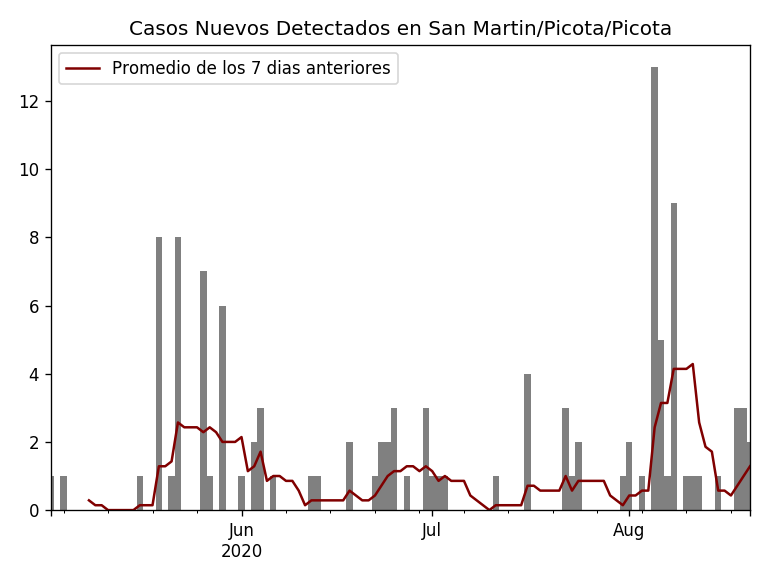 Casos Nuevos Detectados en San Martin/Picota/Picota
Promedio de los 7 dias anteriores
12
10
8
6
4
2
0
Jun
2020
Jul
Aug